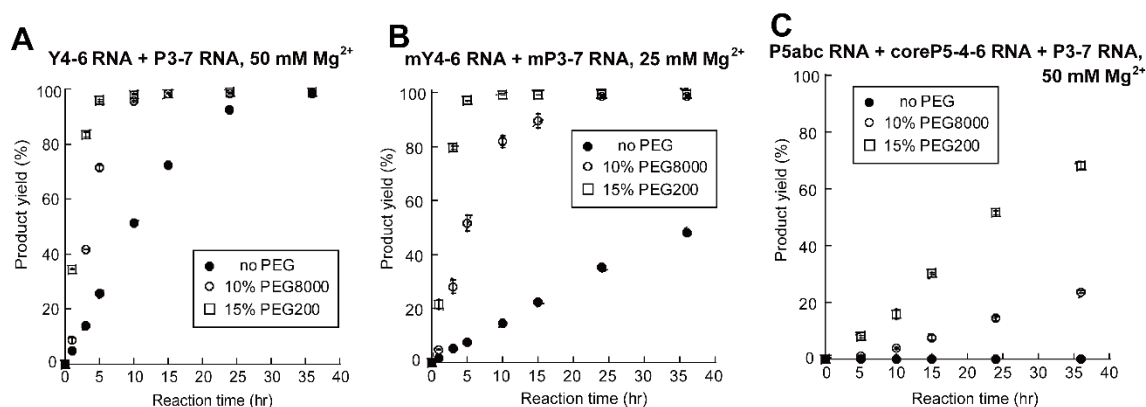 A
Y4-6 RNA + P3-7 RNA, 50 mM Mg2+
Product yield (%)
100
80
60
40
20
0
no PEG
10% PEG8000
15% PEG200
0 5 10 15 20 25 30 35 40
Reaction time (hr)
B
mY4-6 RNA + mP3-7 RNA, 25 mM Mg2+
Product yield (%)
100
80
60
40
20
0
no PEG
10% PEG8000
15% PEG200
0 5 10 15 20 25 30 35 40
Reaction time (hr)
C
P5abc RNA + coreP5-4-6 RNA + P3-7 RNA,
50 mM Mg2+
Product yield (%)
100
80
60
40
20
0
no PEG
10% PEG8000
15% PEG200
0 5 10 15 20 25 30 35 40
Reaction time (hr)